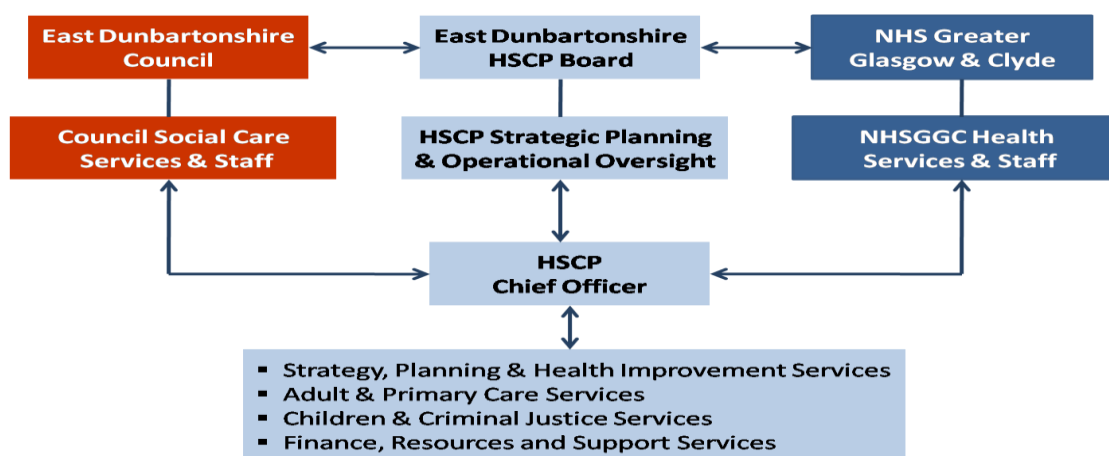 East Dunbartonshire
Council
East Dunbartonshire
HSCP Board
NHS Greater
Glasgow & Clyde
Council Social Care
Services & Staff
HSCP Strategic Planning
& Operational Oversight
NHSGGC Health
Services & Staff
HSCP
Chief Officer
▪ Strategy, Planning & Health Improvement Services
▪ Adult & Primary Care Services
▪ Children & Criminal Justice Services
▪ Finance, Resources and Support Services